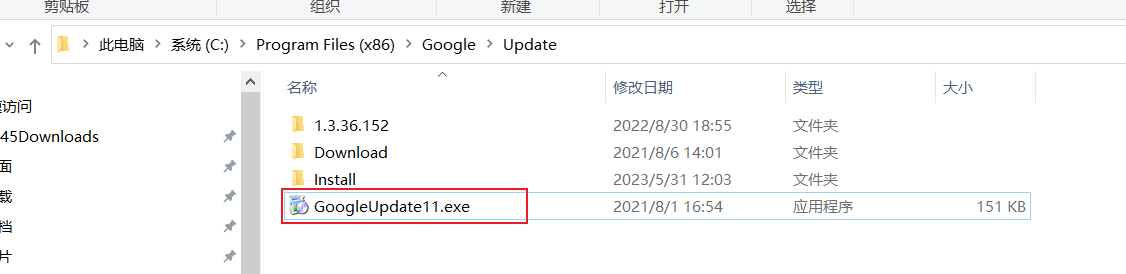 剪贴板 组织 新建 打开 选择
此电脑 系统 (C:) Program Files (x86) Google Update
名称 修改日期 类型 大小
访问
1.3.36.152 2022/8/30 18:55 文件夹
45Downloads
Download 2021/8/6 14:01 文件夹
面
Install 2023/5/31 12:03 文件夹
载
GoogleUpdate11.exe 2021/8/1 16:54 应用程序 151 KB
档
片